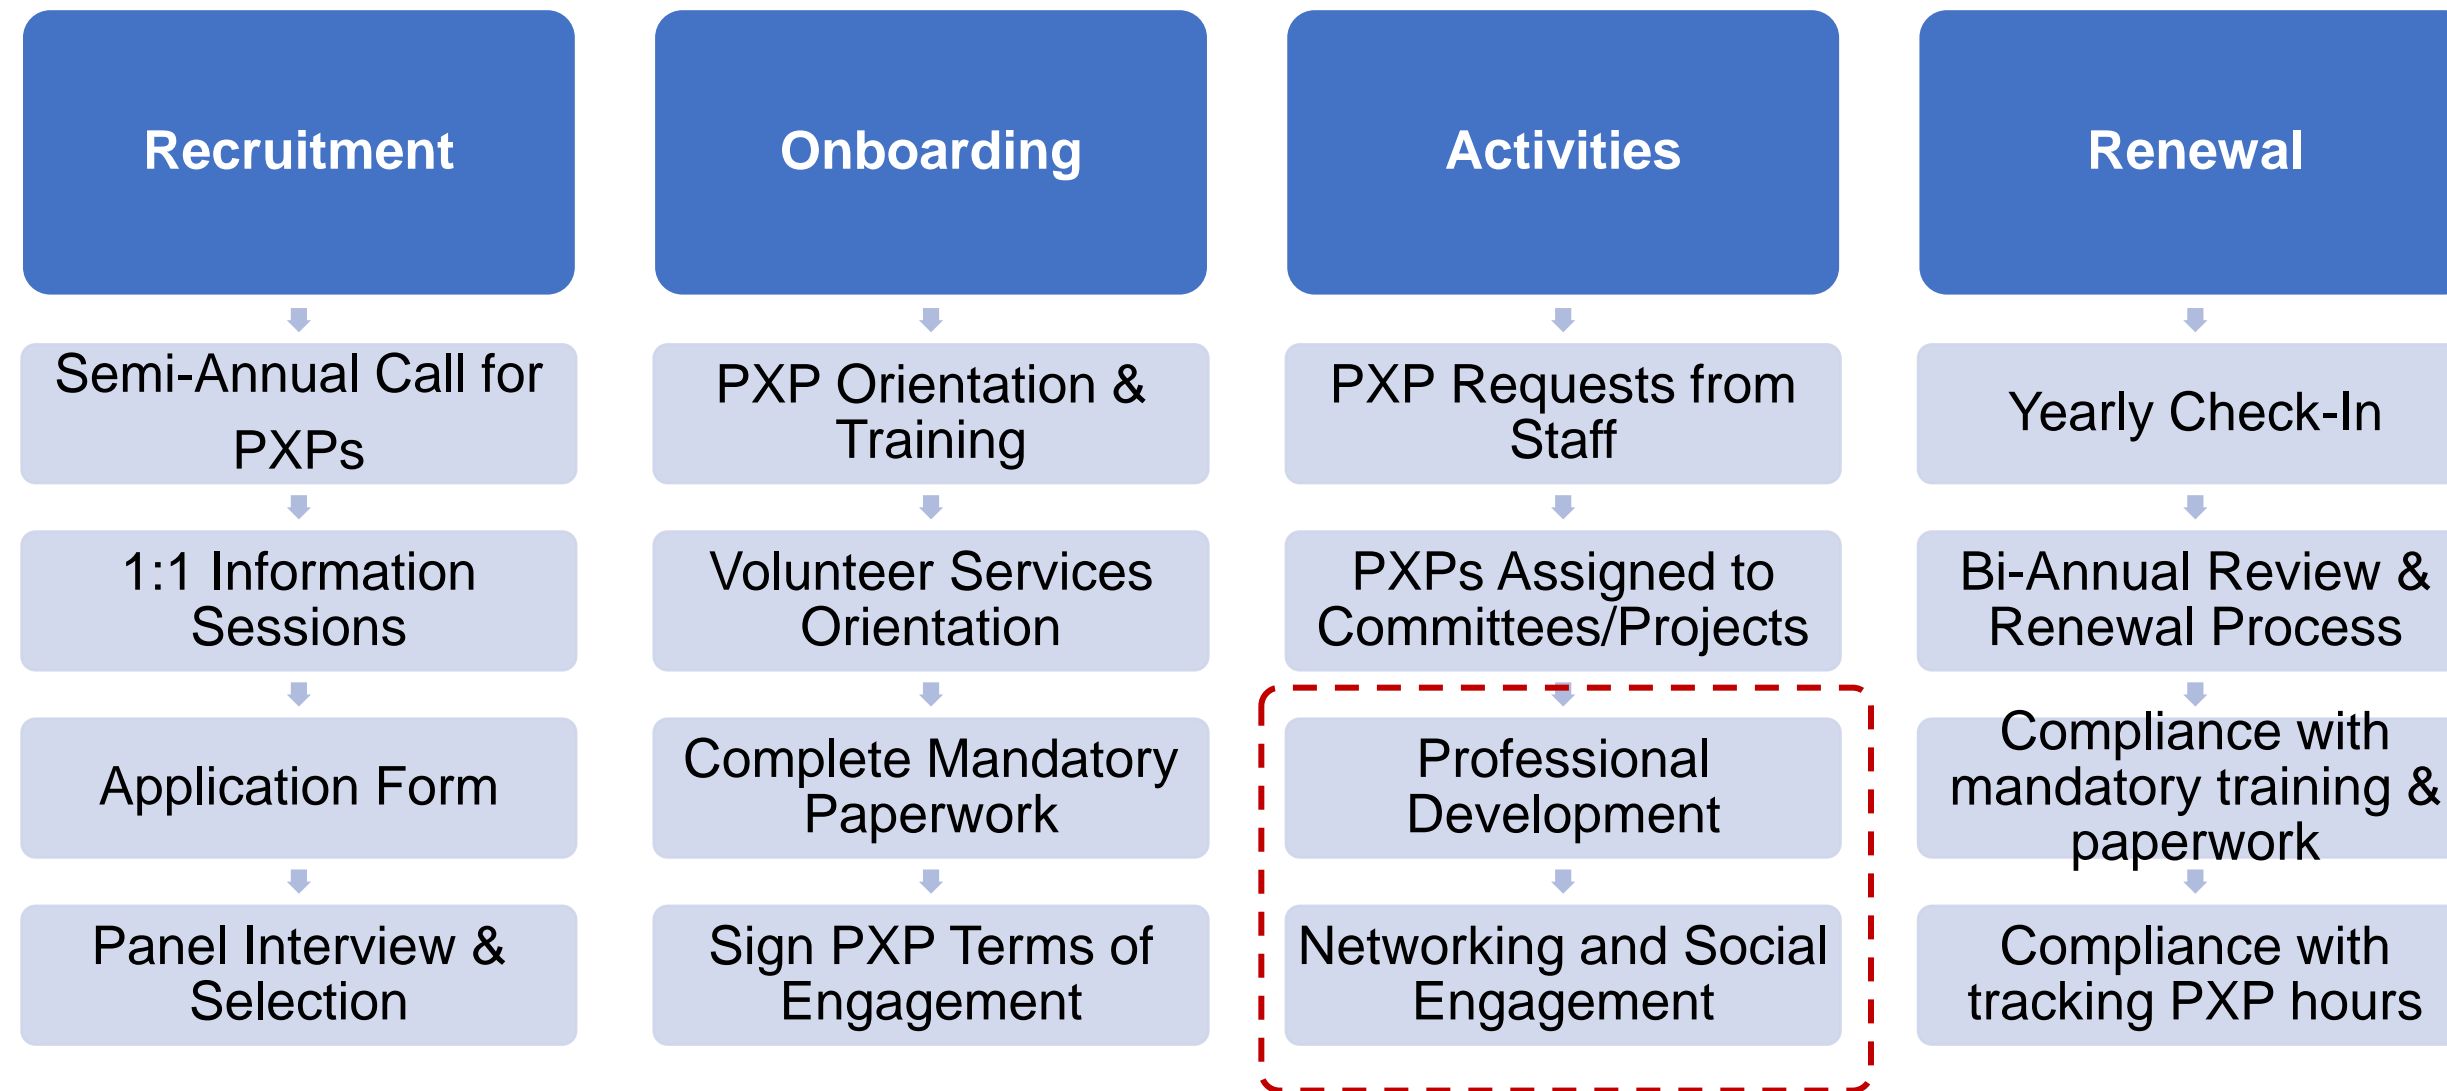 Recruitment
Semi-Annual Call for
PXPs
1:1 Information
Sessions
Application Form
Panel Interview &
Selection
Onboarding
PXP Orientation &
Training
Volunteer Services
Orientation
Complete Mandatory
Paperwork
Sign PXP Terms of
Engagement
Activities
PXP Requests from
Staff
PXPs Assigned to
Committees/Projects
Professional
Development
Networking and Social
Engagement
Renewal
Yearly Check-In
Bi-Annual Review &
Renewal Process
Compliance with
mandatory training &
paperwork
Compliance with
tracking PXP hours